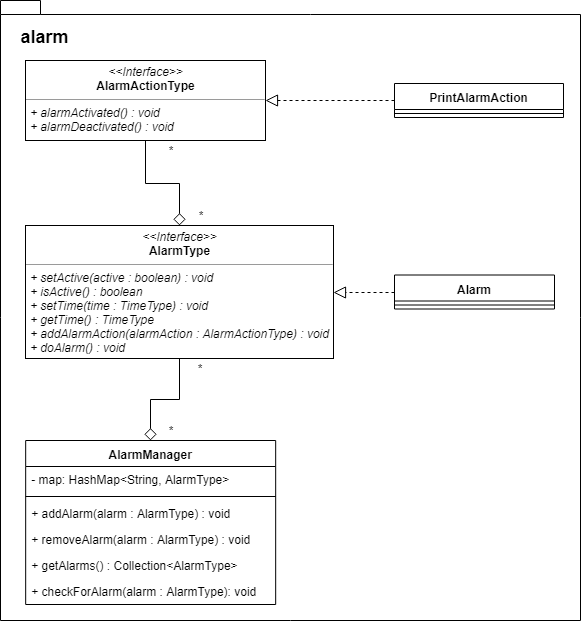 alarm
<<Interface>>
AlarmActionType
+ alarmActivated() : void
+ alarmDeactivated() : void
PrintAlarmAction
*
*
<<Interface>>
AlarmType
+ setActive(active : boolean) : void
+ isActive() : boolean
+ setTime(time : TimeType) : void
+ getTime() : TimeType
+ addAlarmAction(alarmAction : AlarmActionType) : void
+ doAlarm() : void
Alarm
*
*
AlarmManager
- map: HashMap<String, AlarmType>
+ addAlarm(alarm : AlarmType) : void
+ removeAlarm(alarm : AlarmType) : void
+ getAlarms() : Collection<AlarmType>
+ checkForAlarm(alarm : AlarmType): void